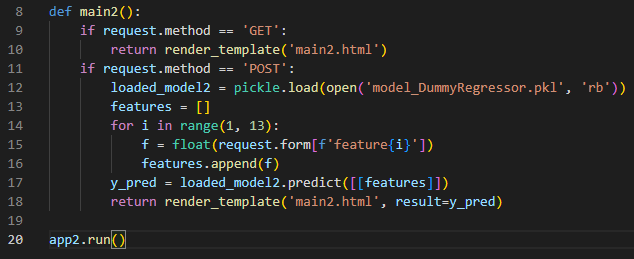 8 def main2():
9 if request.method == 'GET':
10 return render_template('main2.html')
11 if request.method == 'POST':
12 loaded_model2 = pickle.load(open('model_DummyRegressor.pkl', 'rb'))
13 features = []
14 for i in range(1, 13):
15 f = float(request.form[f'feature{i}'])
16 features.append(f)
17 y_pred = loaded_model2.predict([[features]])
18 return render_template('main2.html', result=y_pred)
19
20 app2.run()